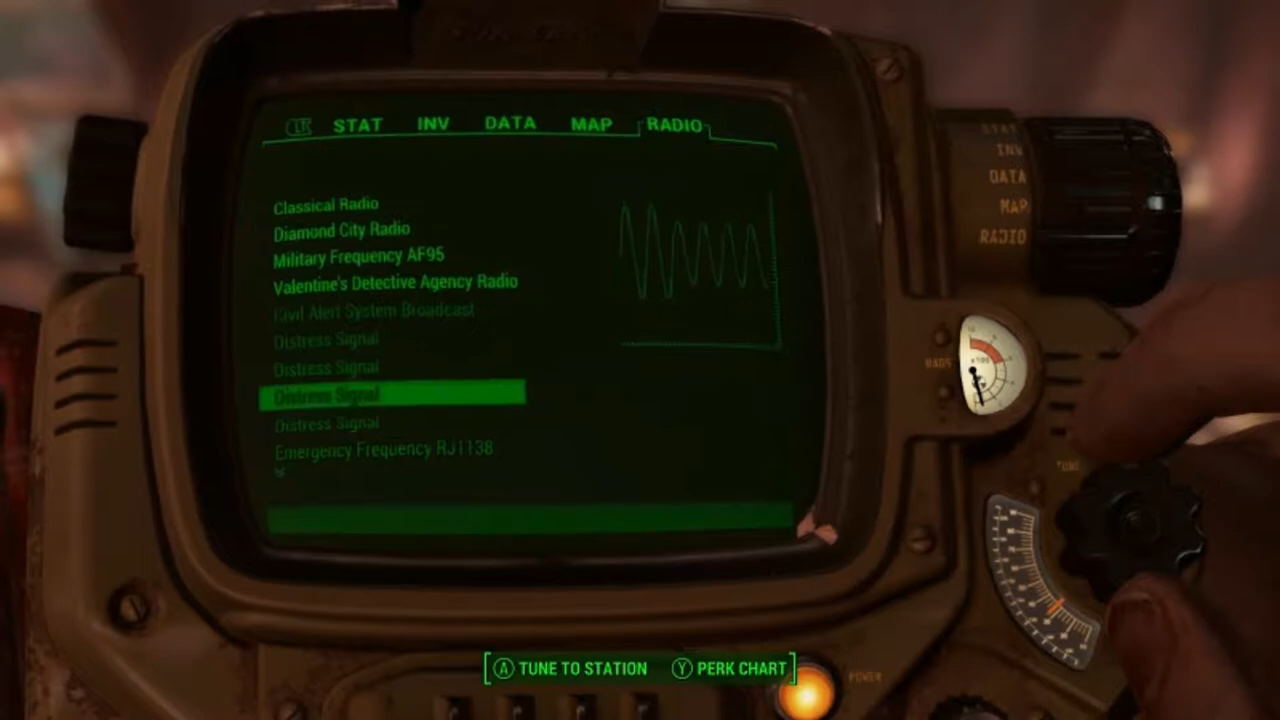 STAT INV DATA MAP RADIO
Classical Radio
Diamond City Radio
Military Frequency AF95
Valentine's Detective Agency Radio
Civil Alert System Broadcast
Distress Signal
Distress Signal
Distress Signal
Distress Signal
Emergency Frequency RJ1138
STAT
INV
DATA
MAP
RADIO
RADS
TUNE
A TUNE TO STATION Y PERK CHART
POWER